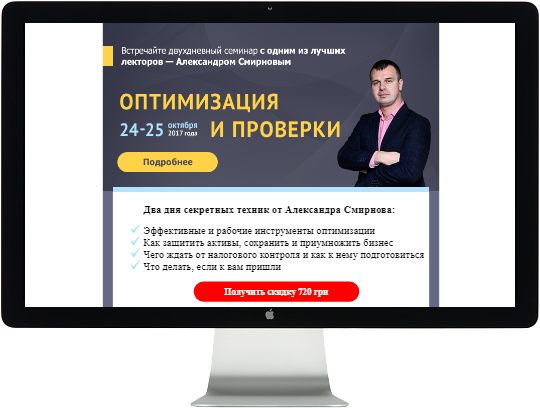 Встречайте двухдневный семинар с одним из лучших
лекторов — Александром Смирновым
ОПТИМИЗАЦИЯ
24-25 октября 2017 года И ПРОВЕРКИ
Подробнее
Два дня секретных техник от Александра Смирнова:
Эффективные и рабочие инструменты оптимизации
Как защитить активы, сохранить и приумножить бизнес
Чего ждать от налогового контроля и как к нему подготовиться
Что делать, если к вам пришли
Получить скидку 720 грн